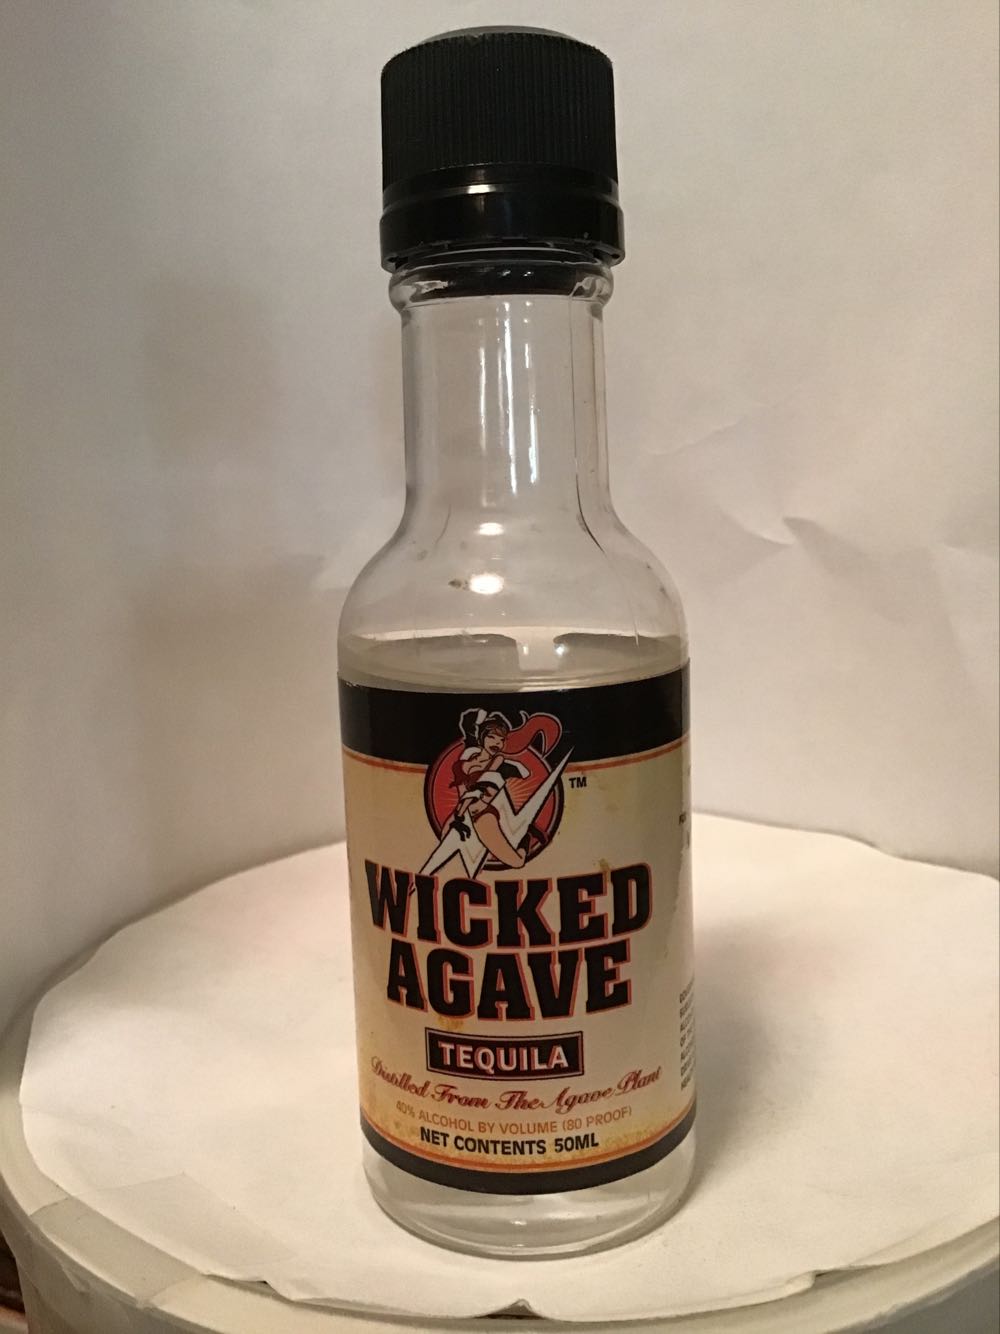 TM
WICKED
AGAVE
TEQUILA
Distilled From The Agave Plant
40% ALCOHOL BY VOLUME (80 PROOF)
NET CONTENTS 50ML